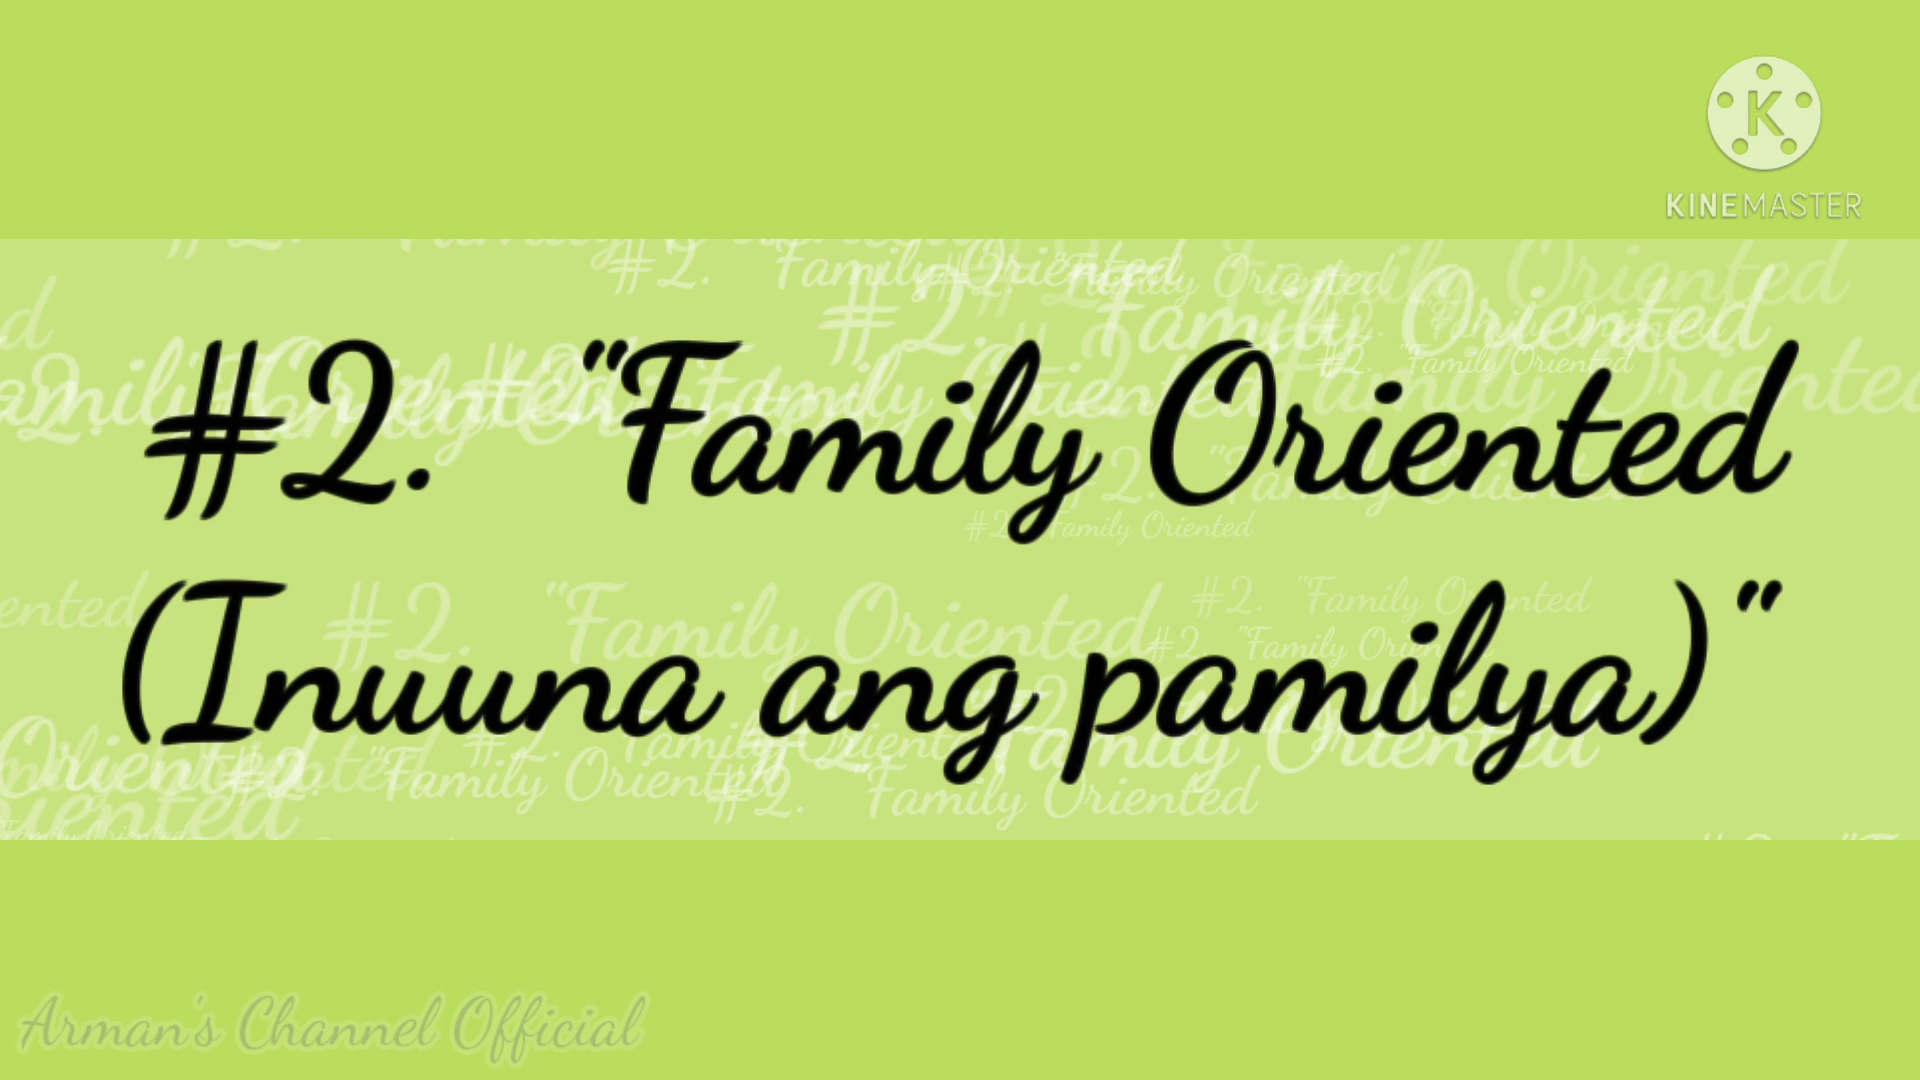 KINEMASTER
#2. "Family Oriented
(Inuuna ang pamilya)"
Arman's Channel Official